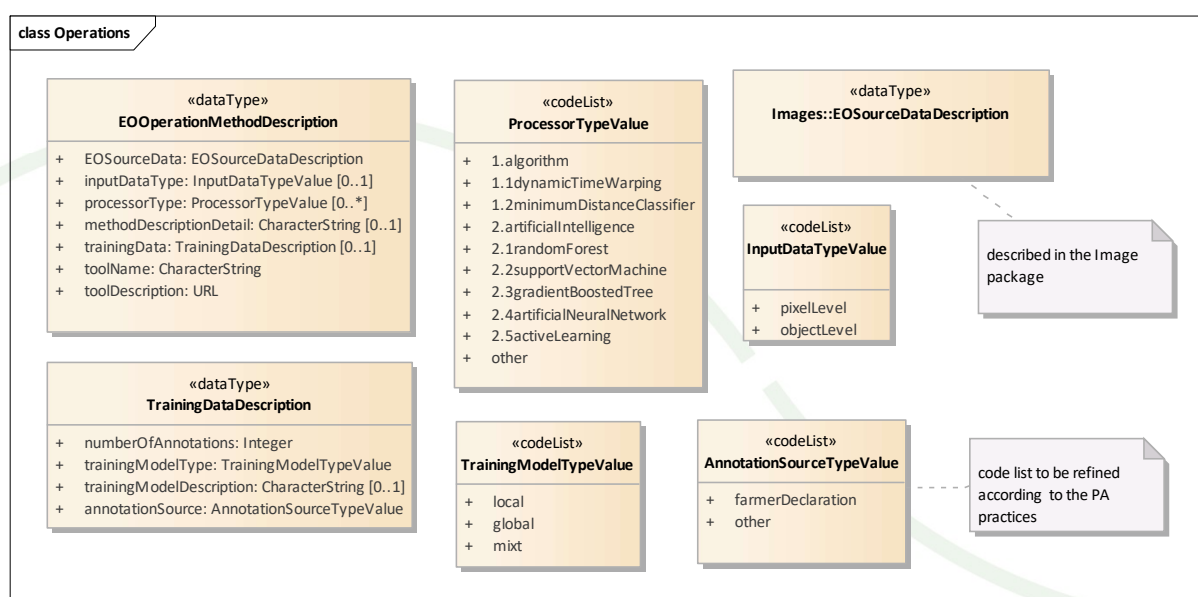 class Operations
«dataType»
EOOperationMethodDescription
+ EOSourceData: EOSourceDataDescription
+ inputDataType: InputDataTypeValue [0..1]
+ processorType: ProcessorTypeValue [0..*]
+ methodDescriptionDetail: CharacterString [0..1]
+ trainingData: TrainingDataDescription [0..1]
+ toolName: CharacterString
+ toolDescription: URL
«codeList»
ProcessorTypeValue
+ 1.algorithm
+ 1.1dynamicTimeWarping
+ 1.2minimumDistanceClassifier
+ 2.artificialIntelligence
+ 2.1randomForest
+ 2.2supportVectorMachine
+ 2.3gradientBoostedTree
+ 2.4artificialNeuralNetwork
+ 2.5activeLearning
+ other
«dataType»
Images::EOSourceDataDescription
«codeList»
InputDataTypeValue
+ pixelLevel
+ objectLevel
described in the Image
package
«dataType»
TrainingDataDescription
+ numberOfAnnotations: Integer
+ trainingModelType: TrainingModelTypeValue
+ trainingModelDescription: CharacterString [0..1]
+ annotationSource: AnnotationSourceTypeValue
«codeList»
TrainingModelTypeValue
+ local
+ global
+ mixt
«codeList»
AnnotationSourceTypeValue
+ farmerDeclaration
+ other
code list to be refined
according to the PA
practices